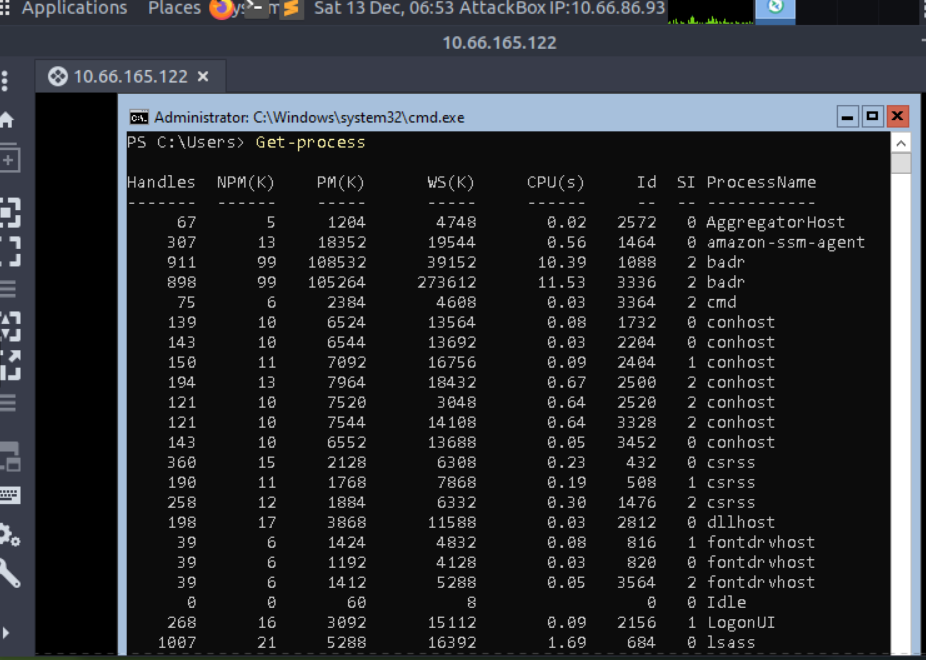 Applications Places Sat 13 Dec, 06:53 AttackBox IP:10.66.86.93
10.66.165.122
10.66.165.122 ×
Administrator: C:\Windows\system32\cmd.exe
PS C:\Users> Get-process
Handles NPM(K) PM(K) WS(K) CPU(s) Id SI ProcessName
------- ------ ----- ----- ------ -- -- -----------
67 5 1204 4748 0.02 2572 0 AggregatorHost
307 13 18352 19544 0.56 1464 0 amazon-ssm-agent
911 99 108532 39152 10.39 1088 2 badr
898 99 105264 273612 11.53 3336 2 badr
75 6 2384 4608 0.03 3364 2 cmd
139 10 6524 13564 0.08 1732 0 conhost
143 10 6544 13692 0.03 2204 0 conhost
150 11 7092 16756 0.09 2404 1 conhost
194 13 7964 18432 0.67 2500 2 conhost
121 10 7520 3048 0.64 2520 2 conhost
121 10 7544 14108 0.64 3328 2 conhost
143 10 6552 13688 0.05 3452 0 conhost
360 15 2128 6308 0.23 432 0 csrss
190 11 1768 7868 0.19 508 1 csrss
258 12 1884 6332 0.30 1476 2 csrss
198 17 3868 11588 0.03 2812 0 dllhost
39 6 1424 4832 0.08 816 1 fontdrvhost
39 6 1192 4128 0.03 820 0 fontdrvhost
39 6 1412 5288 0.05 3564 2 fontdrvhost
0 0 60 8 0 0 Idle
268 16 3092 15112 0.09 2156 1 LogonUI
1007 21 5288 16392 1.69 684 0 lsass